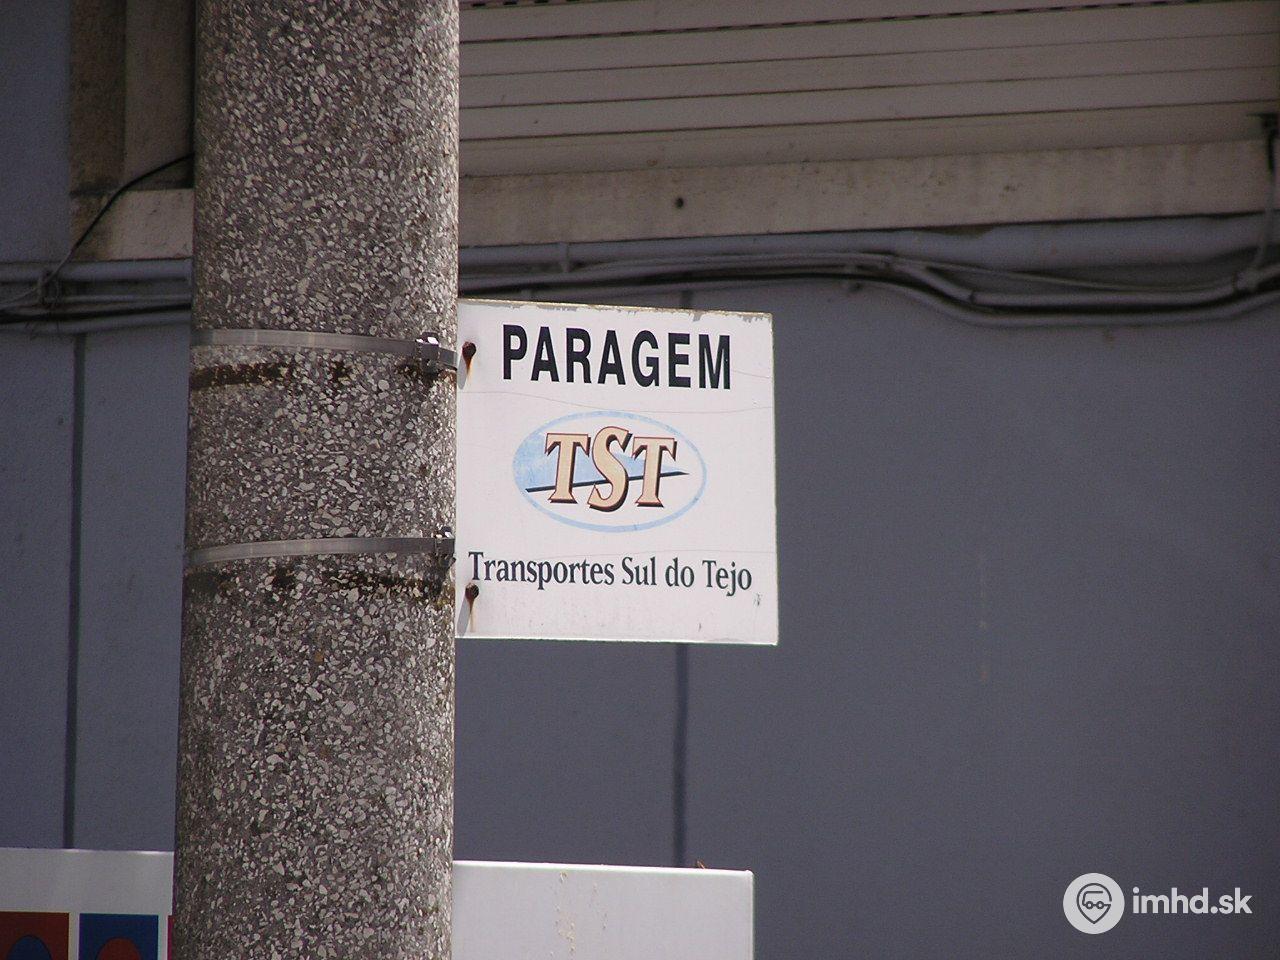 PARAGEM
TST
Transportes Sul do Tejo
imhd.sk